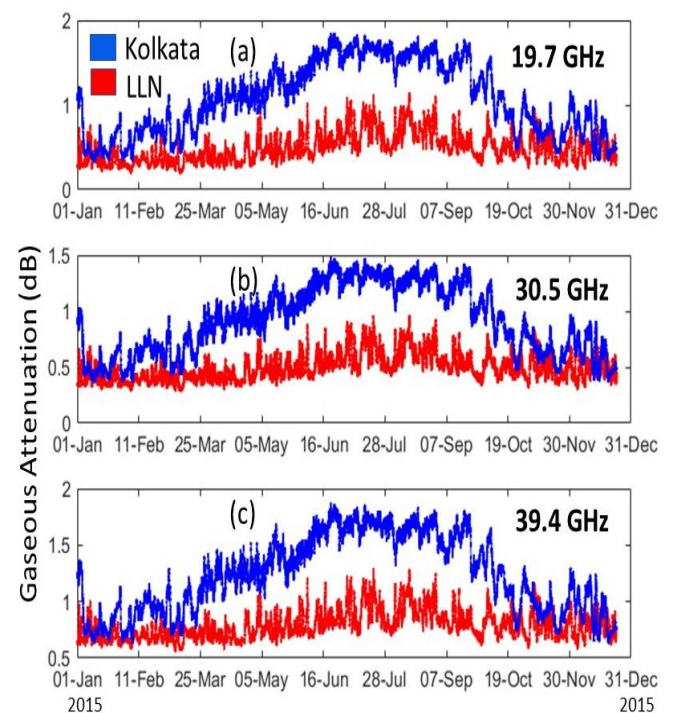 Gaseous Attenuation (dB)
Kolkata
LLN
(a)
19.7 GHz
2
1
0
01-Jan 11-Feb 25-Mar 05-May 16-Jun 28-Jul 07-Sep 19-Oct 30-Nov 31-Dec
(b)
30.5 GHz
1.5
1
0.5
0
01-Jan 11-Feb 25-Mar 05-May 16-Jun 28-Jul 07-Sep 19-Oct 30-Nov 31-Dec
(c)
39.4 GHz
2
1.5
1
0.5
01-Jan 11-Feb 25-Mar 05-May 16-Jun 28-Jul 07-Sep 19-Oct 30-Nov 31-Dec
2015 2015